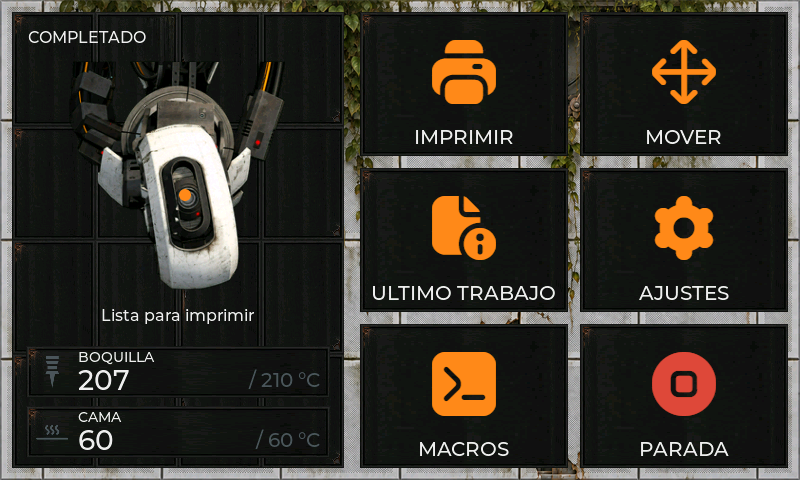 COMPLETADO
Lista para imprimir
BOQUILLA
207 / 210 °C
CAMA
60 / 60 °C
IMPRIMIR
MOVER
ULTIMO TRABAJO
AJUSTES
MACROS
PARADA